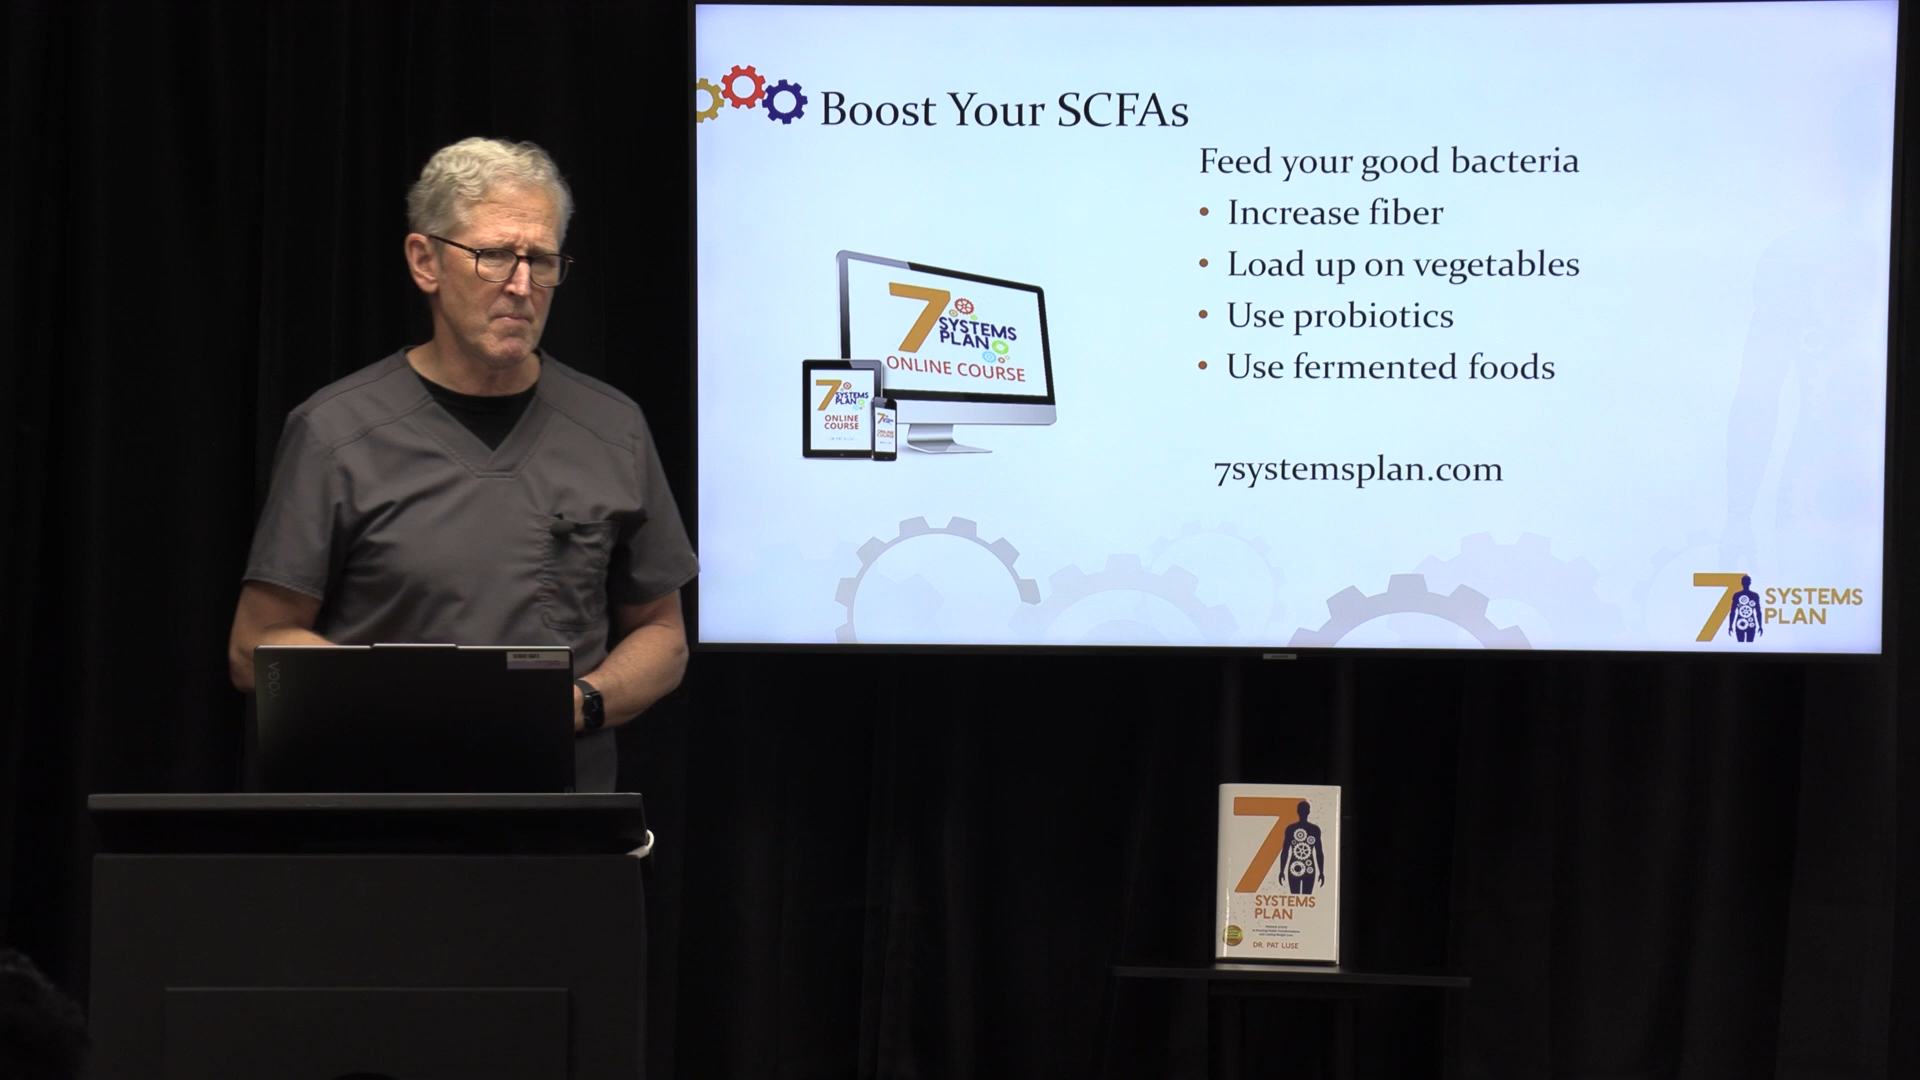 Boost Your SCFAs
Feed your good bacteria
• Increase fiber
• Load up on vegetables
• Use probiotics
• Use fermented foods
7systemsplan.com
7
SYSTEMS
PLAN
ONLINE COURSE
7
SYSTEMS
PLAN
ONLINE
COURSE
7
SYSTEMS
PLAN
YOGA
7
SYSTEMS
PLAN
DR. PAT LUSE